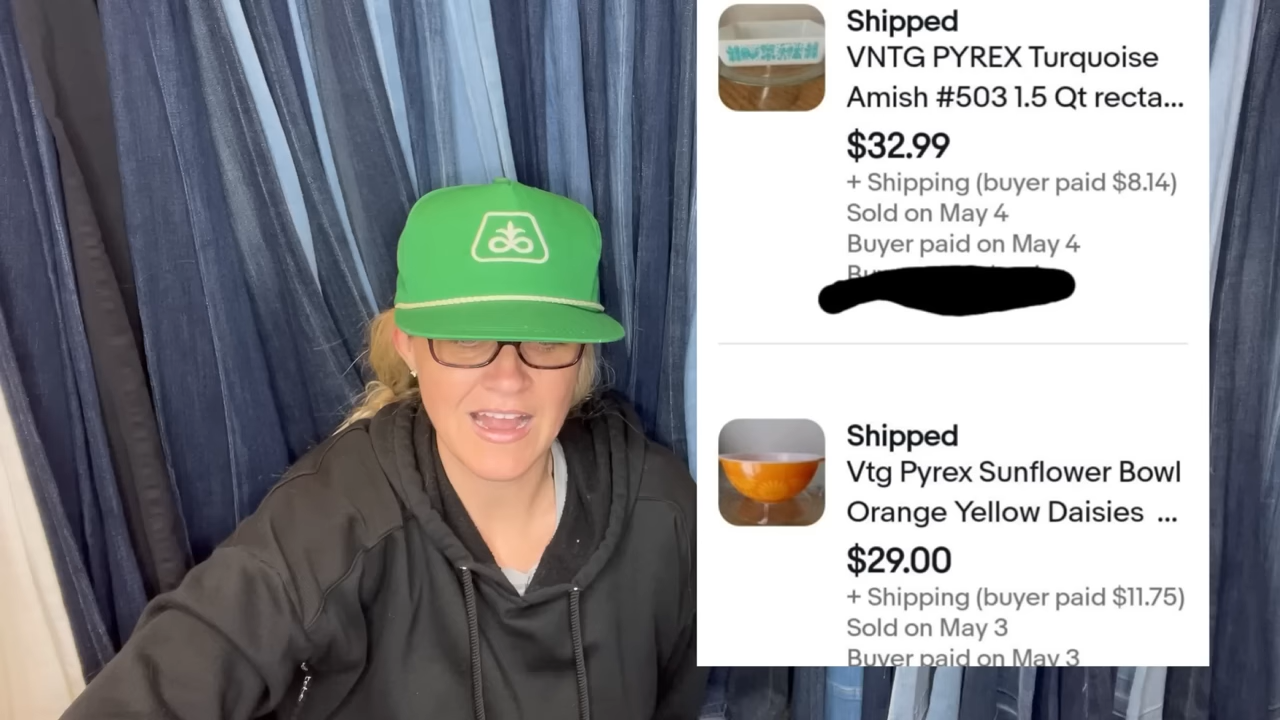 Shipped
VNTG PYREX Turquoise
Amish #503 1.5 Qt recta...
$32.99
+ Shipping (buyer paid $8.14)
Sold on May 4
Buyer paid on May 4
Shipped
Vtg Pyrex Sunflower Bowl
Orange Yellow Daisies ...
$29.00
+ Shipping (buyer paid $11.75)
Sold on May 3
Buyer paid on May 3